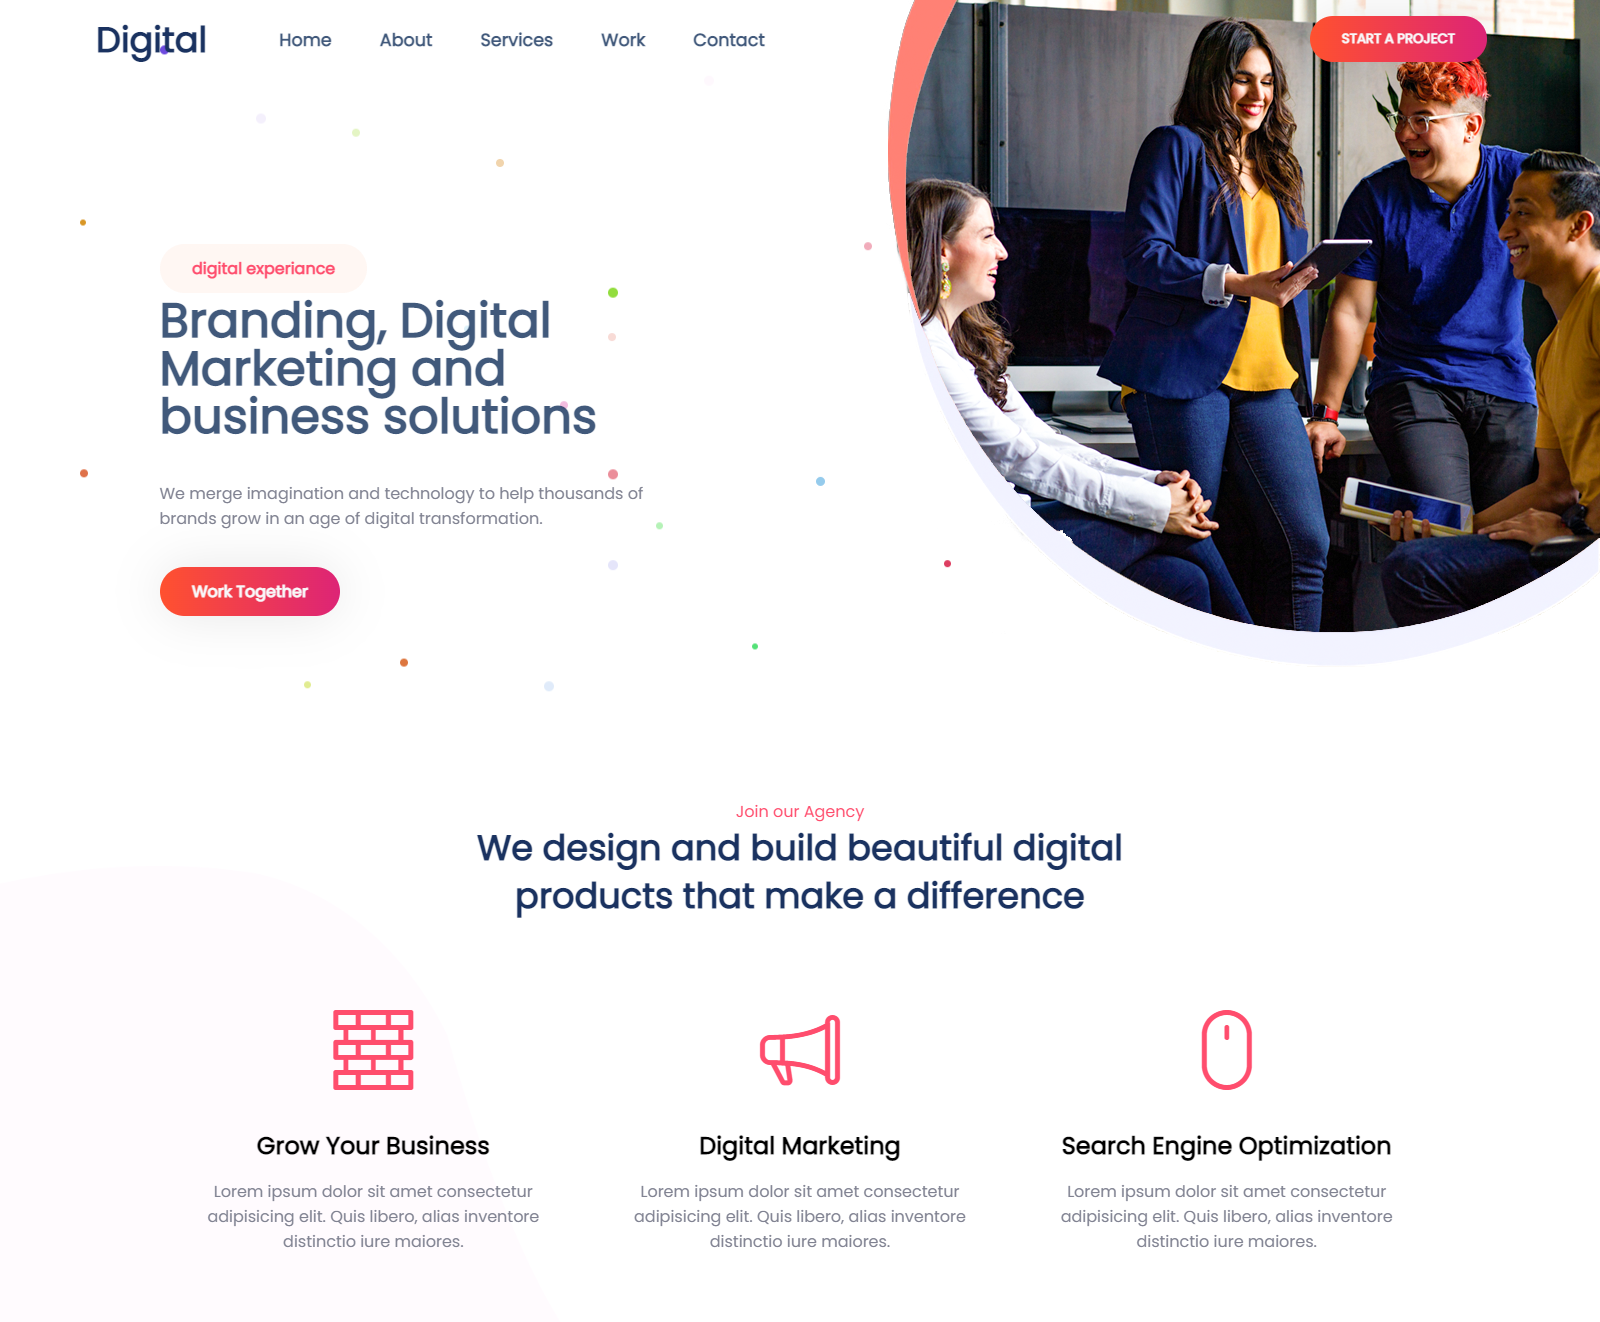 Digital
Home
About
Services
Work
Contact
START A PROJECT
digital experiance
Branding, Digital
Marketing and
business solutions
We merge imagination and technology to help thousands of
brands grow in an age of digital transformation.
Work Together
Join our Agency
We design and build beautiful digital
products that make a difference
Grow Your Business
Lorem ipsum dolor sit amet consectetur
adipisicing elit. Quis libero, alias inventore
distinctio iure maiores.
Digital Marketing
Lorem ipsum dolor sit amet consectetur
adipisicing elit. Quis libero, alias inventore
distinctio iure maiores.
Search Engine Optimization
Lorem ipsum dolor sit amet consectetur
adipisicing elit. Quis libero, alias inventore
distinctio iure maiores.